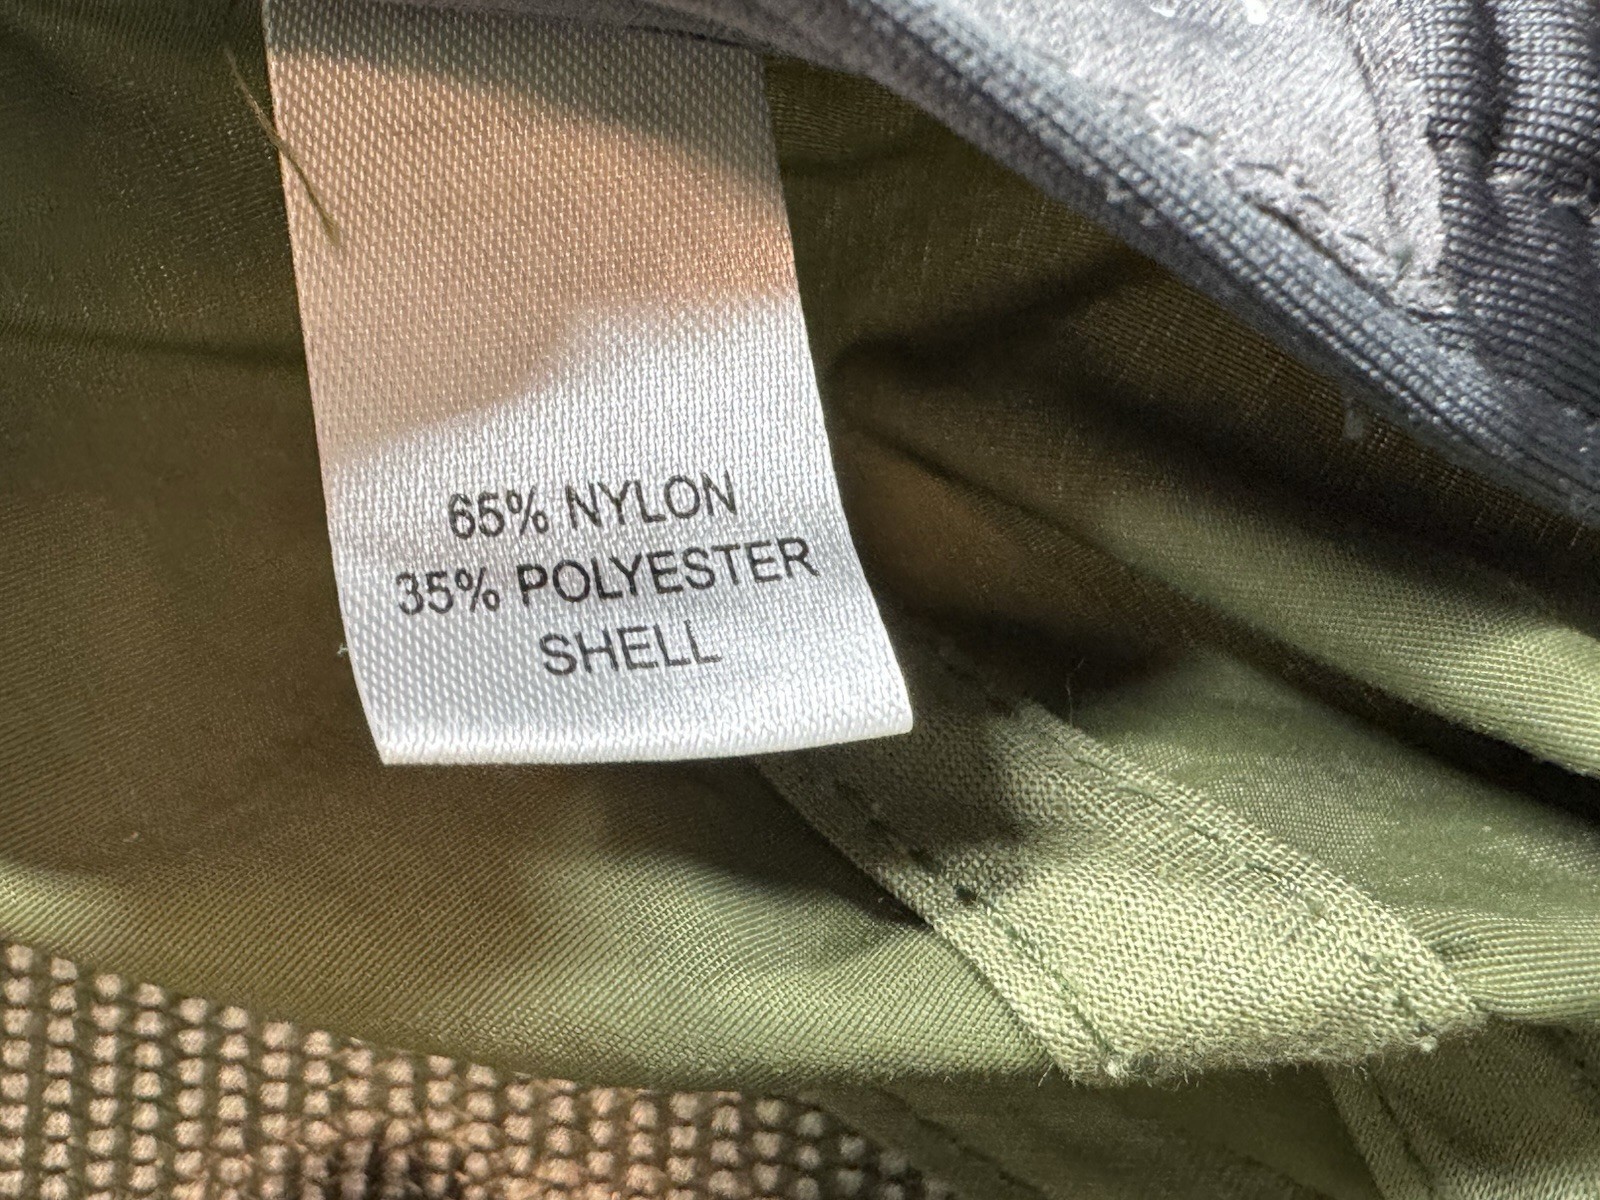 65% NYLON
35% POLYESTER
SHELL